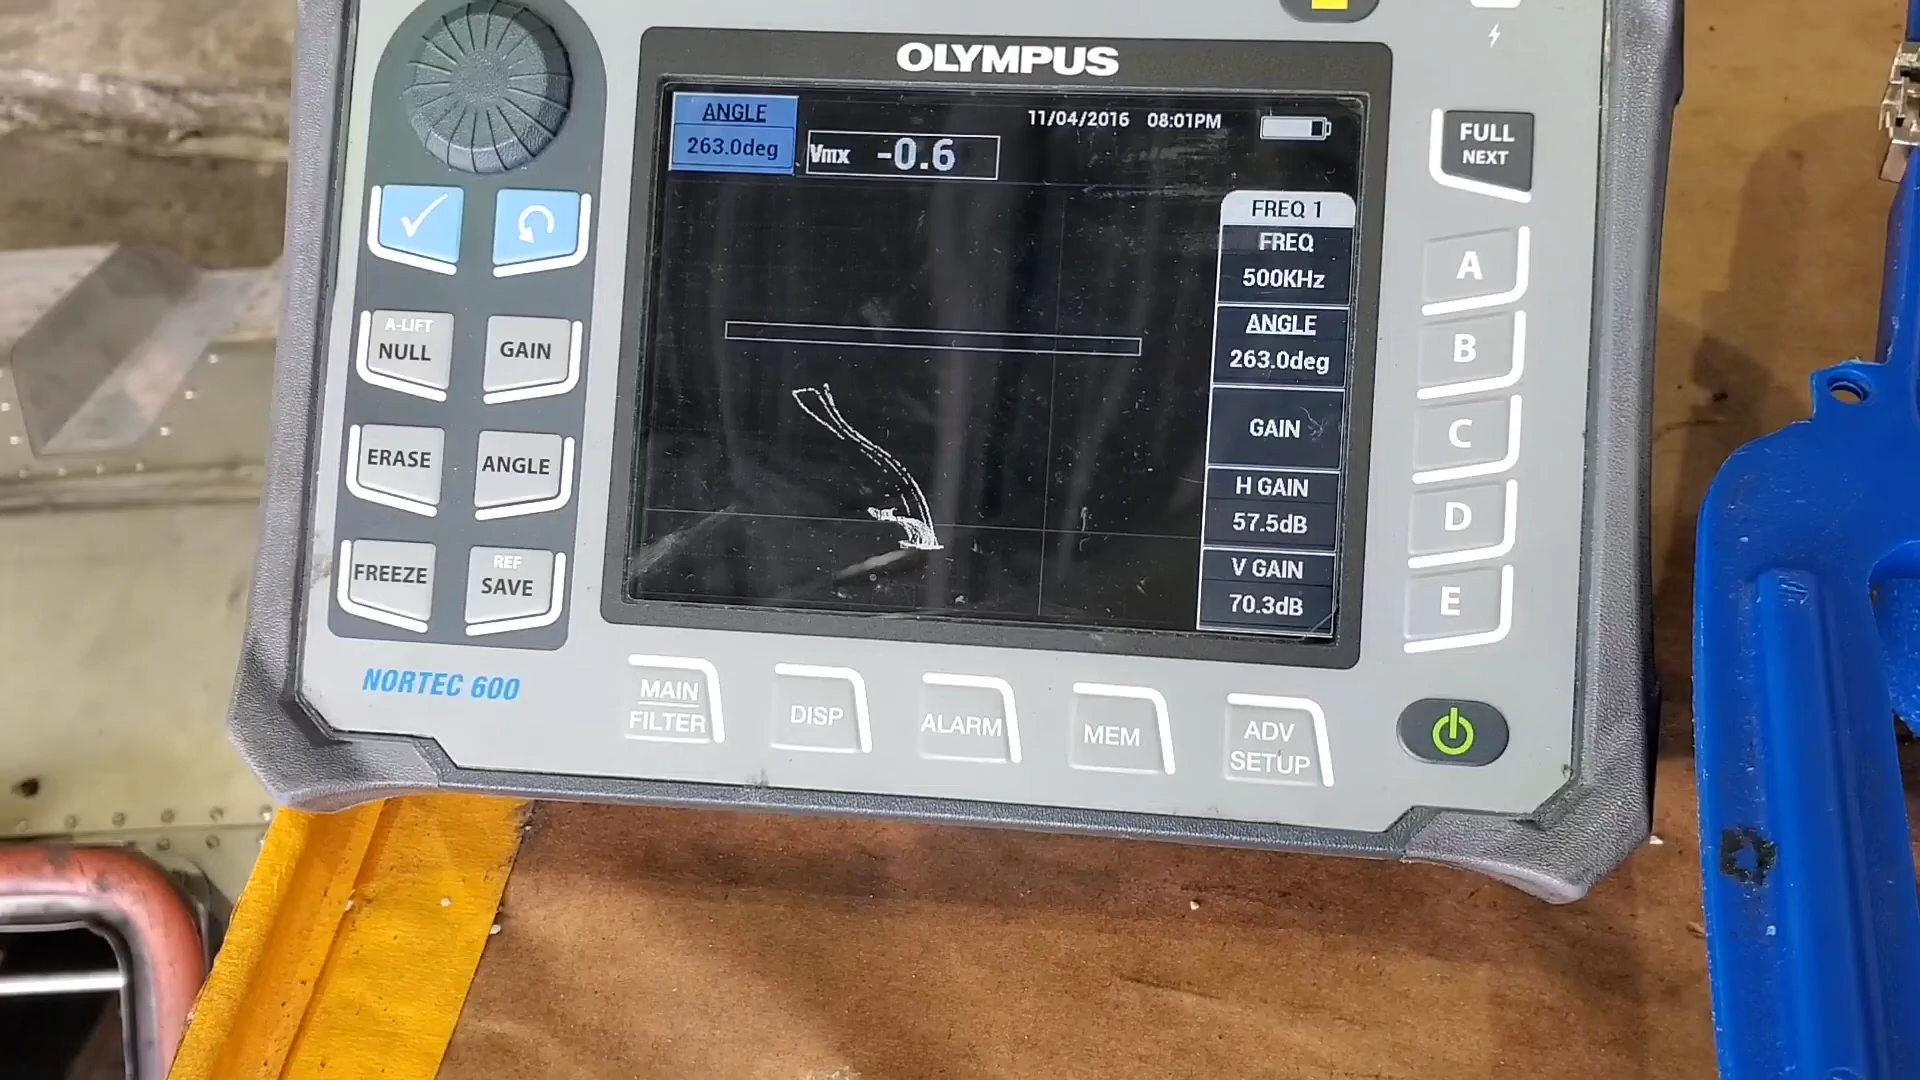 OLYMPUS
ANGLE
263.0deg
Vmx -0.6
11/04/2016 08:01PM
FREQ 1
FREQ
500KHz
ANGLE
263.0deg
GAIN
H GAIN
57.5dB
V GAIN
70.3dB
FULL
NEXT
A
B
C
D
E
A-LIFT
NULL
GAIN
ERASE
ANGLE
FREEZE
REF
SAVE
NORTEC 600
MAIN
FILTER
DISP
ALARM
MEM
ADV
SETUP